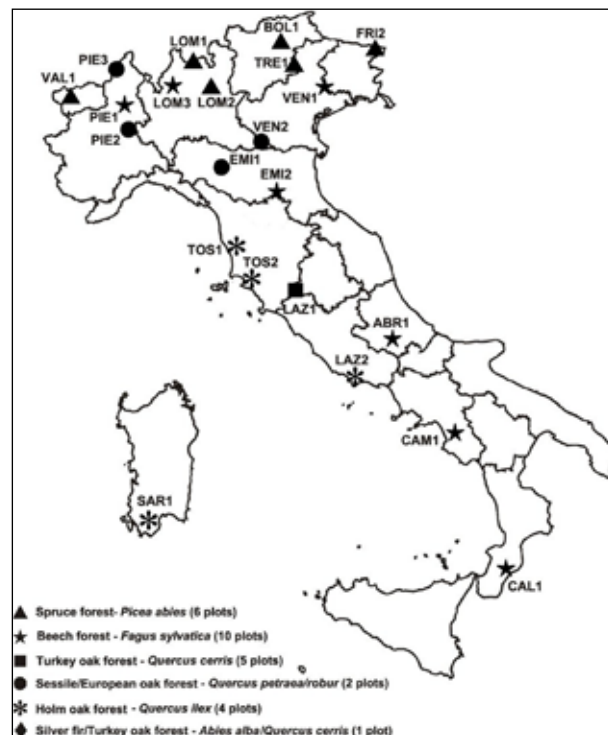 BOL1
FRI2
LOM1
TRE1
PIE3
VAL1
LOM3
LOM2
VEN1
PIE1
PIE2
VEN2
EMI1
EMI2
TOS1
TOS2
LAZ1
ABR1
LAZ2
CAM1
SAR1
CAL1
Spruce forest- Picea abies (6 plots)
Beech forest - Fagus sylvatica (10 plots)
Turkey oak forest - Quercus cerris (5 plots)
Sessile/European oak forest - Quercus petraea/robur (2 plots)
Holm oak forest - Quercus ilex (4 plots)
Silver fir/Turkey oak forest - Abies alba/Quercus cerris (1 plot)